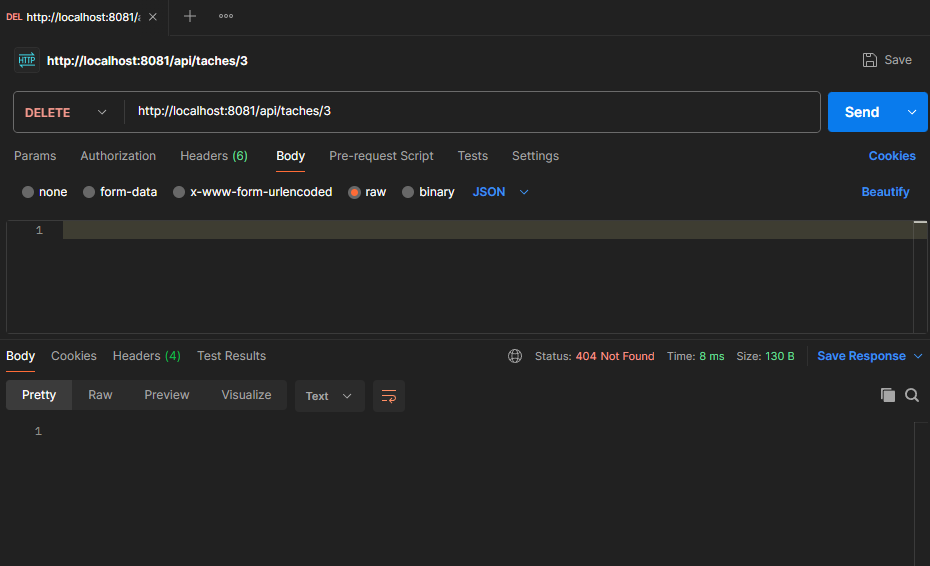 DEL http://localhost:8081/
HTTP http://localhost:8081/api/taches/3 Save
DELETE http://localhost:8081/api/taches/3 Send
Params Authorization Headers (6) Body Pre-request Script Tests Settings Cookies
none form-data x-www-form-urlencoded raw binary JSON Beautify
1
Body Cookies Headers (4) Test Results Status: 404 Not Found Time: 8 ms Size: 130 B Save Response
Pretty Raw Preview Visualize Text
1